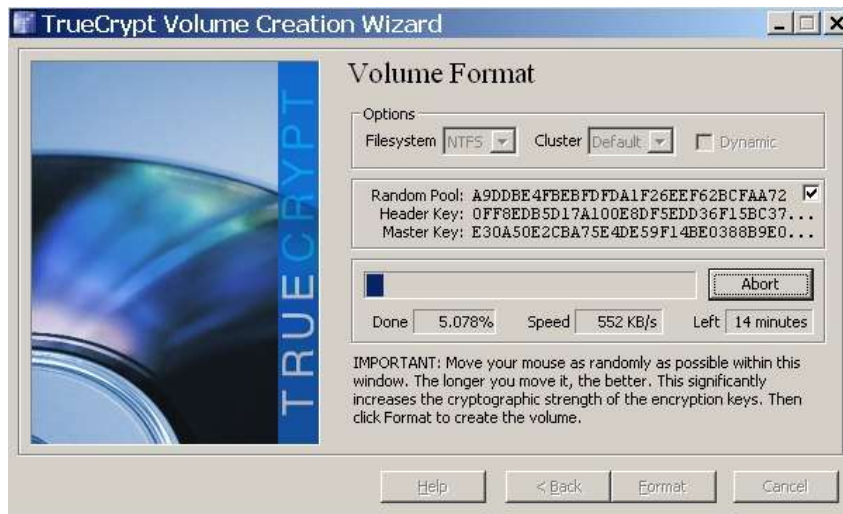 TrueCrypt Volume Creation Wizard
TRUECRYPT
Volume Format
Options
Filesystem NTFS Cluster Default Dynamic
Random Pool: A9DDBE4FBEBFDFDA1F26EEF62BCFAA72
Header Key: 0FF8EDB5D17A100E8DF5EDD36F15BC37...
Master Key: E30A50E2CBA75E4DE59F14BE0388B9E0...
Abort
Done 5.078% Speed 552 KB/s Left 14 minutes
IMPORTANT: Move your mouse as randomly as possible within this
window. The longer you move it, the better. This significantly
increases the cryptographic strength of the encryption keys. Then
click Format to create the volume.
Help < Back Format Cancel